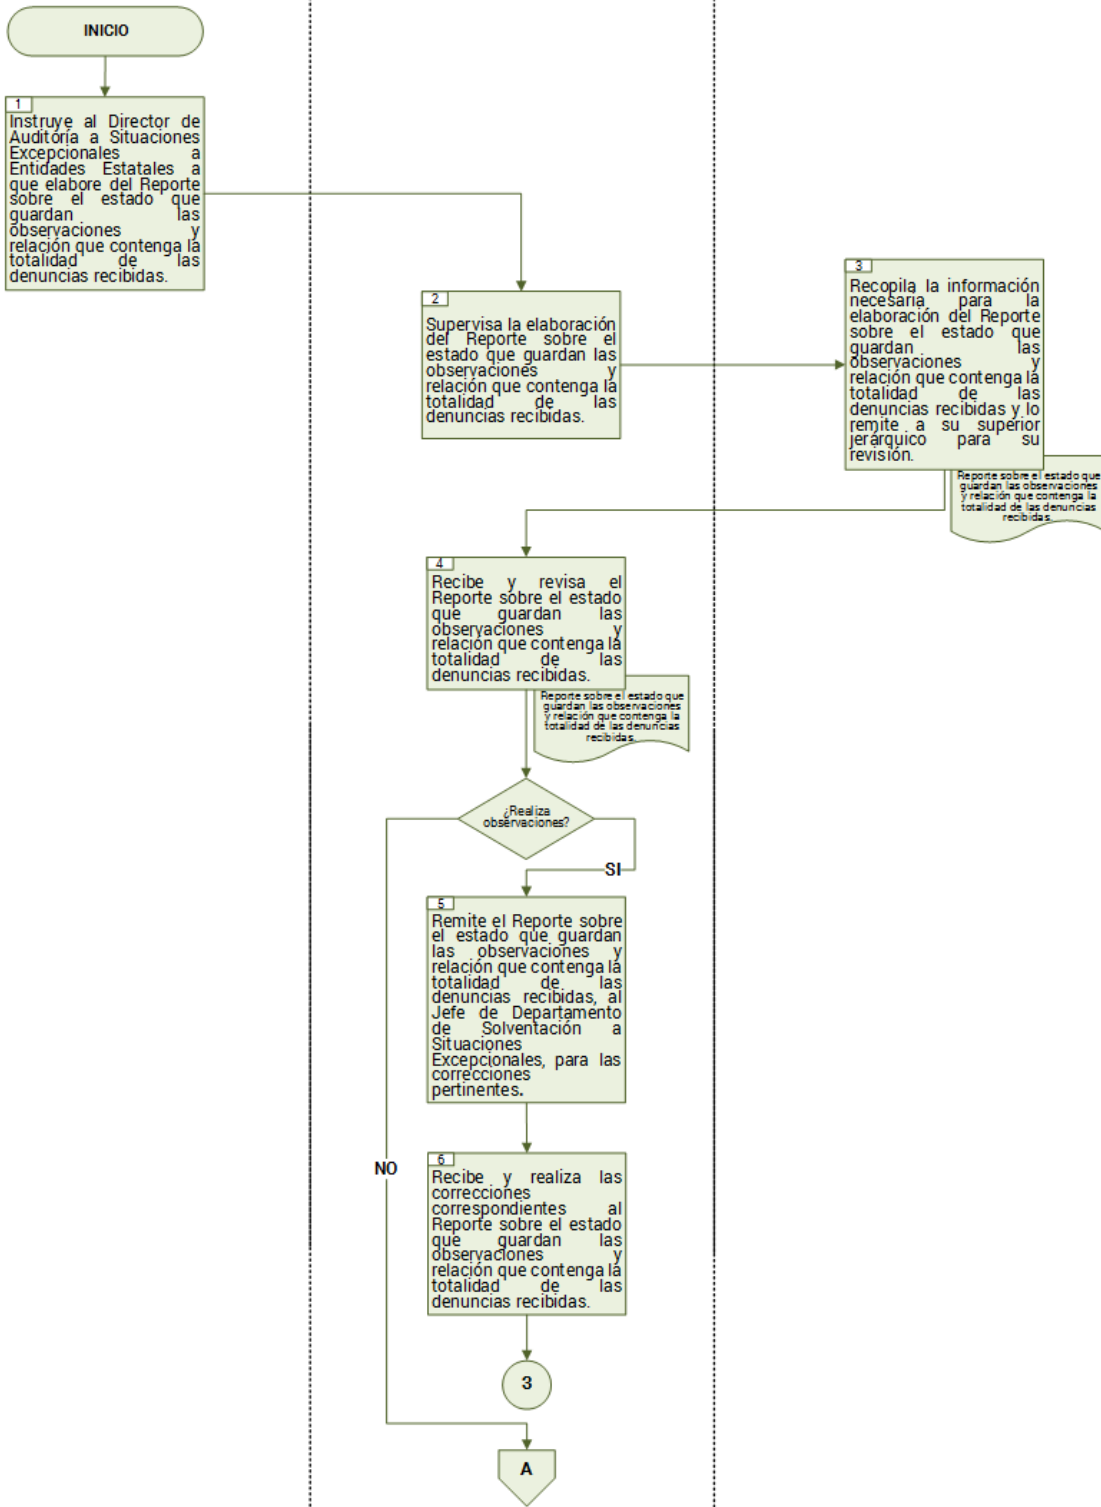 INICIO
1
Instruye al Director de
Auditoría a Situaciones
Excepcionales a
Entidades Estatales a
que elabore del Reporte
sobre el estado que
guardan las
observaciones y
relación que contenga la
totalidad de las
denuncias recibidas.
2
Supervisa la elaboración
del Reporte sobre el
estado que guardan las
observaciones y
relación que contenga la
totalidad de las
denuncias recibidas.
3
Recopila la información
necesaria para la
elaboración del Reporte
sobre el estado que
guardan las
observaciones y
relación que contenga la
totalidad de las
denuncias recibidas y lo
remite a su superior
jerárquico para su
revisión.
Reporte sobre el estado que
guardan las observaciones
y relación que contenga la
totalidad de las denuncias
recibidas.
4
Recibe y revisa el
Reporte sobre el estado
que guardan las
observaciones y
relación que contenga la
totalidad de las
denuncias recibidas.
Reporte sobre el estado que
guardan las observaciones
y relación que contenga la
totalidad de las denuncias
recibidas.
¿Realiza
observaciones?
SI
5
Remite el Reporte sobre
el estado que guardan
las observaciones y
relación que contenga la
totalidad de las
denuncias recibidas, al
Jefe de Departamento
de Solventación a
Situaciones
Excepcionales, para las
correcciones
pertinentes.
NO
6
Recibe y realiza las
correcciones
correspondientes al
Reporte sobre el estado
que guardan las
observaciones y
relación que contenga la
totalidad de las
denuncias recibidas.
3
A